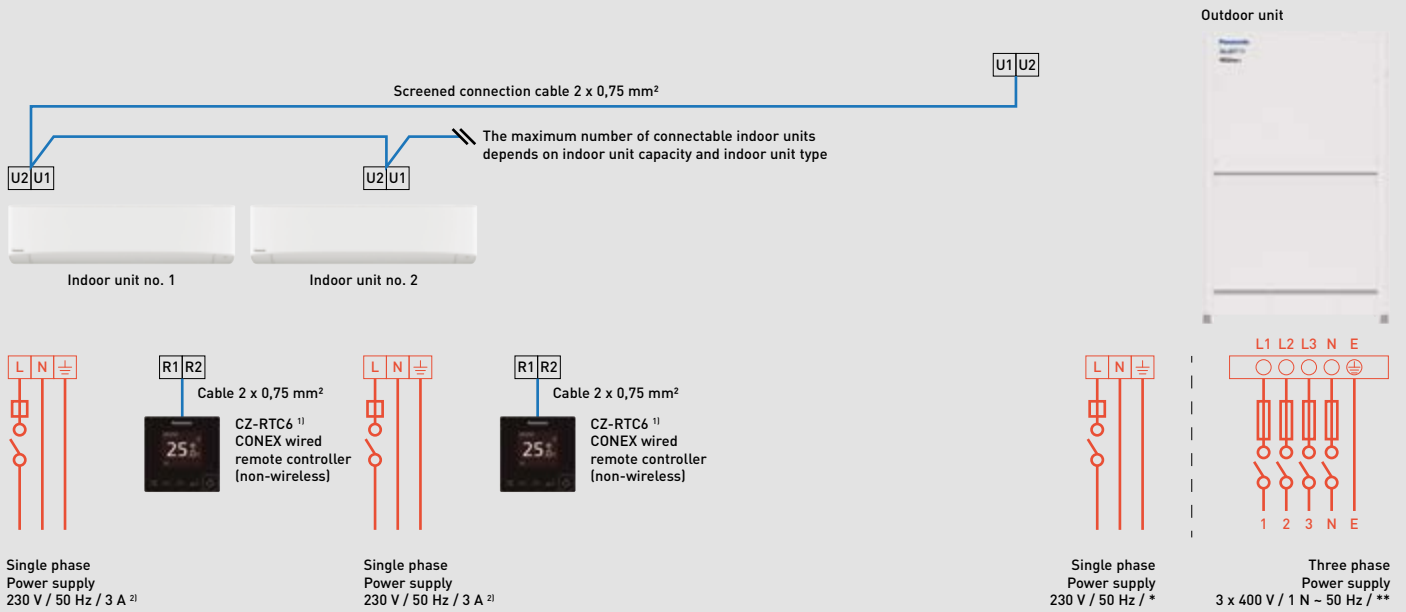 Outdoor unit
U1 U2
Screened connection cable 2 x 0,75 mm²
The maximum number of connectable indoor units
depends on indoor unit capacity and indoor unit type
U2 U1
U2 U1
Indoor unit no. 1
Indoor unit no. 2
L N
R1 R2
Cable 2 x 0,75 mm²
CZ-RTC6 ¹⁾
CONEX wired
remote controller
(non-wireless)
Panasonic
25
L N
R1 R2
Cable 2 x 0,75 mm²
CZ-RTC6 ¹⁾
CONEX wired
remote controller
(non-wireless)
Panasonic
25
L N
L1 L2 L3 N E
1 2 3 N E
Single phase
Power supply
230 V / 50 Hz / 3 A ²⁾
Single phase
Power supply
230 V / 50 Hz / 3 A ²⁾
Single phase
Power supply
230 V / 50 Hz / *
Three phase
Power supply
3 x 400 V / 1 N ~ 50 Hz / **